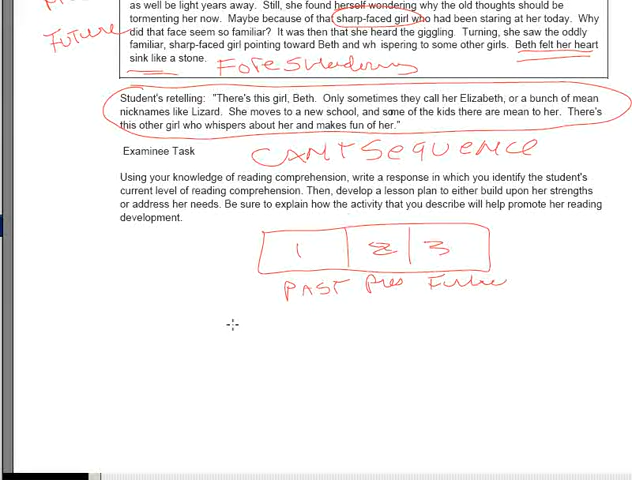 as well be light years away. Still, she found herself wondering why the old thoughts should be
tormenting her now. Maybe because of tha sharp-faced girl who had been staring at her today. Why
Future did that face seem so familiar? It was then that she heard the giggling. Turning, she saw the oddly
familiar, sharp-faced girl pointing toward Beth and wh ispering to some other girls. Beth felt her heart
sink like a stone.
ForeShadowing
Student's retelling: "There's this girl, Beth. Only sometimes they call her Elizabeth, or a bunch of mean
nicknames like Lizard. She moves to a new school, and some of the kids there are mean to her. There's
this other girl who whispers about her and makes fun of her."
Examinee Task
CAN'T SEQUENCE
Using your knowledge of reading comprehension, write a response in which you identify the student's
current level of reading comprehension. Then, develop a lesson plan to either build upon her strengths
or address her needs. Be sure to explain how the activity that you describe will help promote her reading
development.
1 2 3
PAST Pres Future